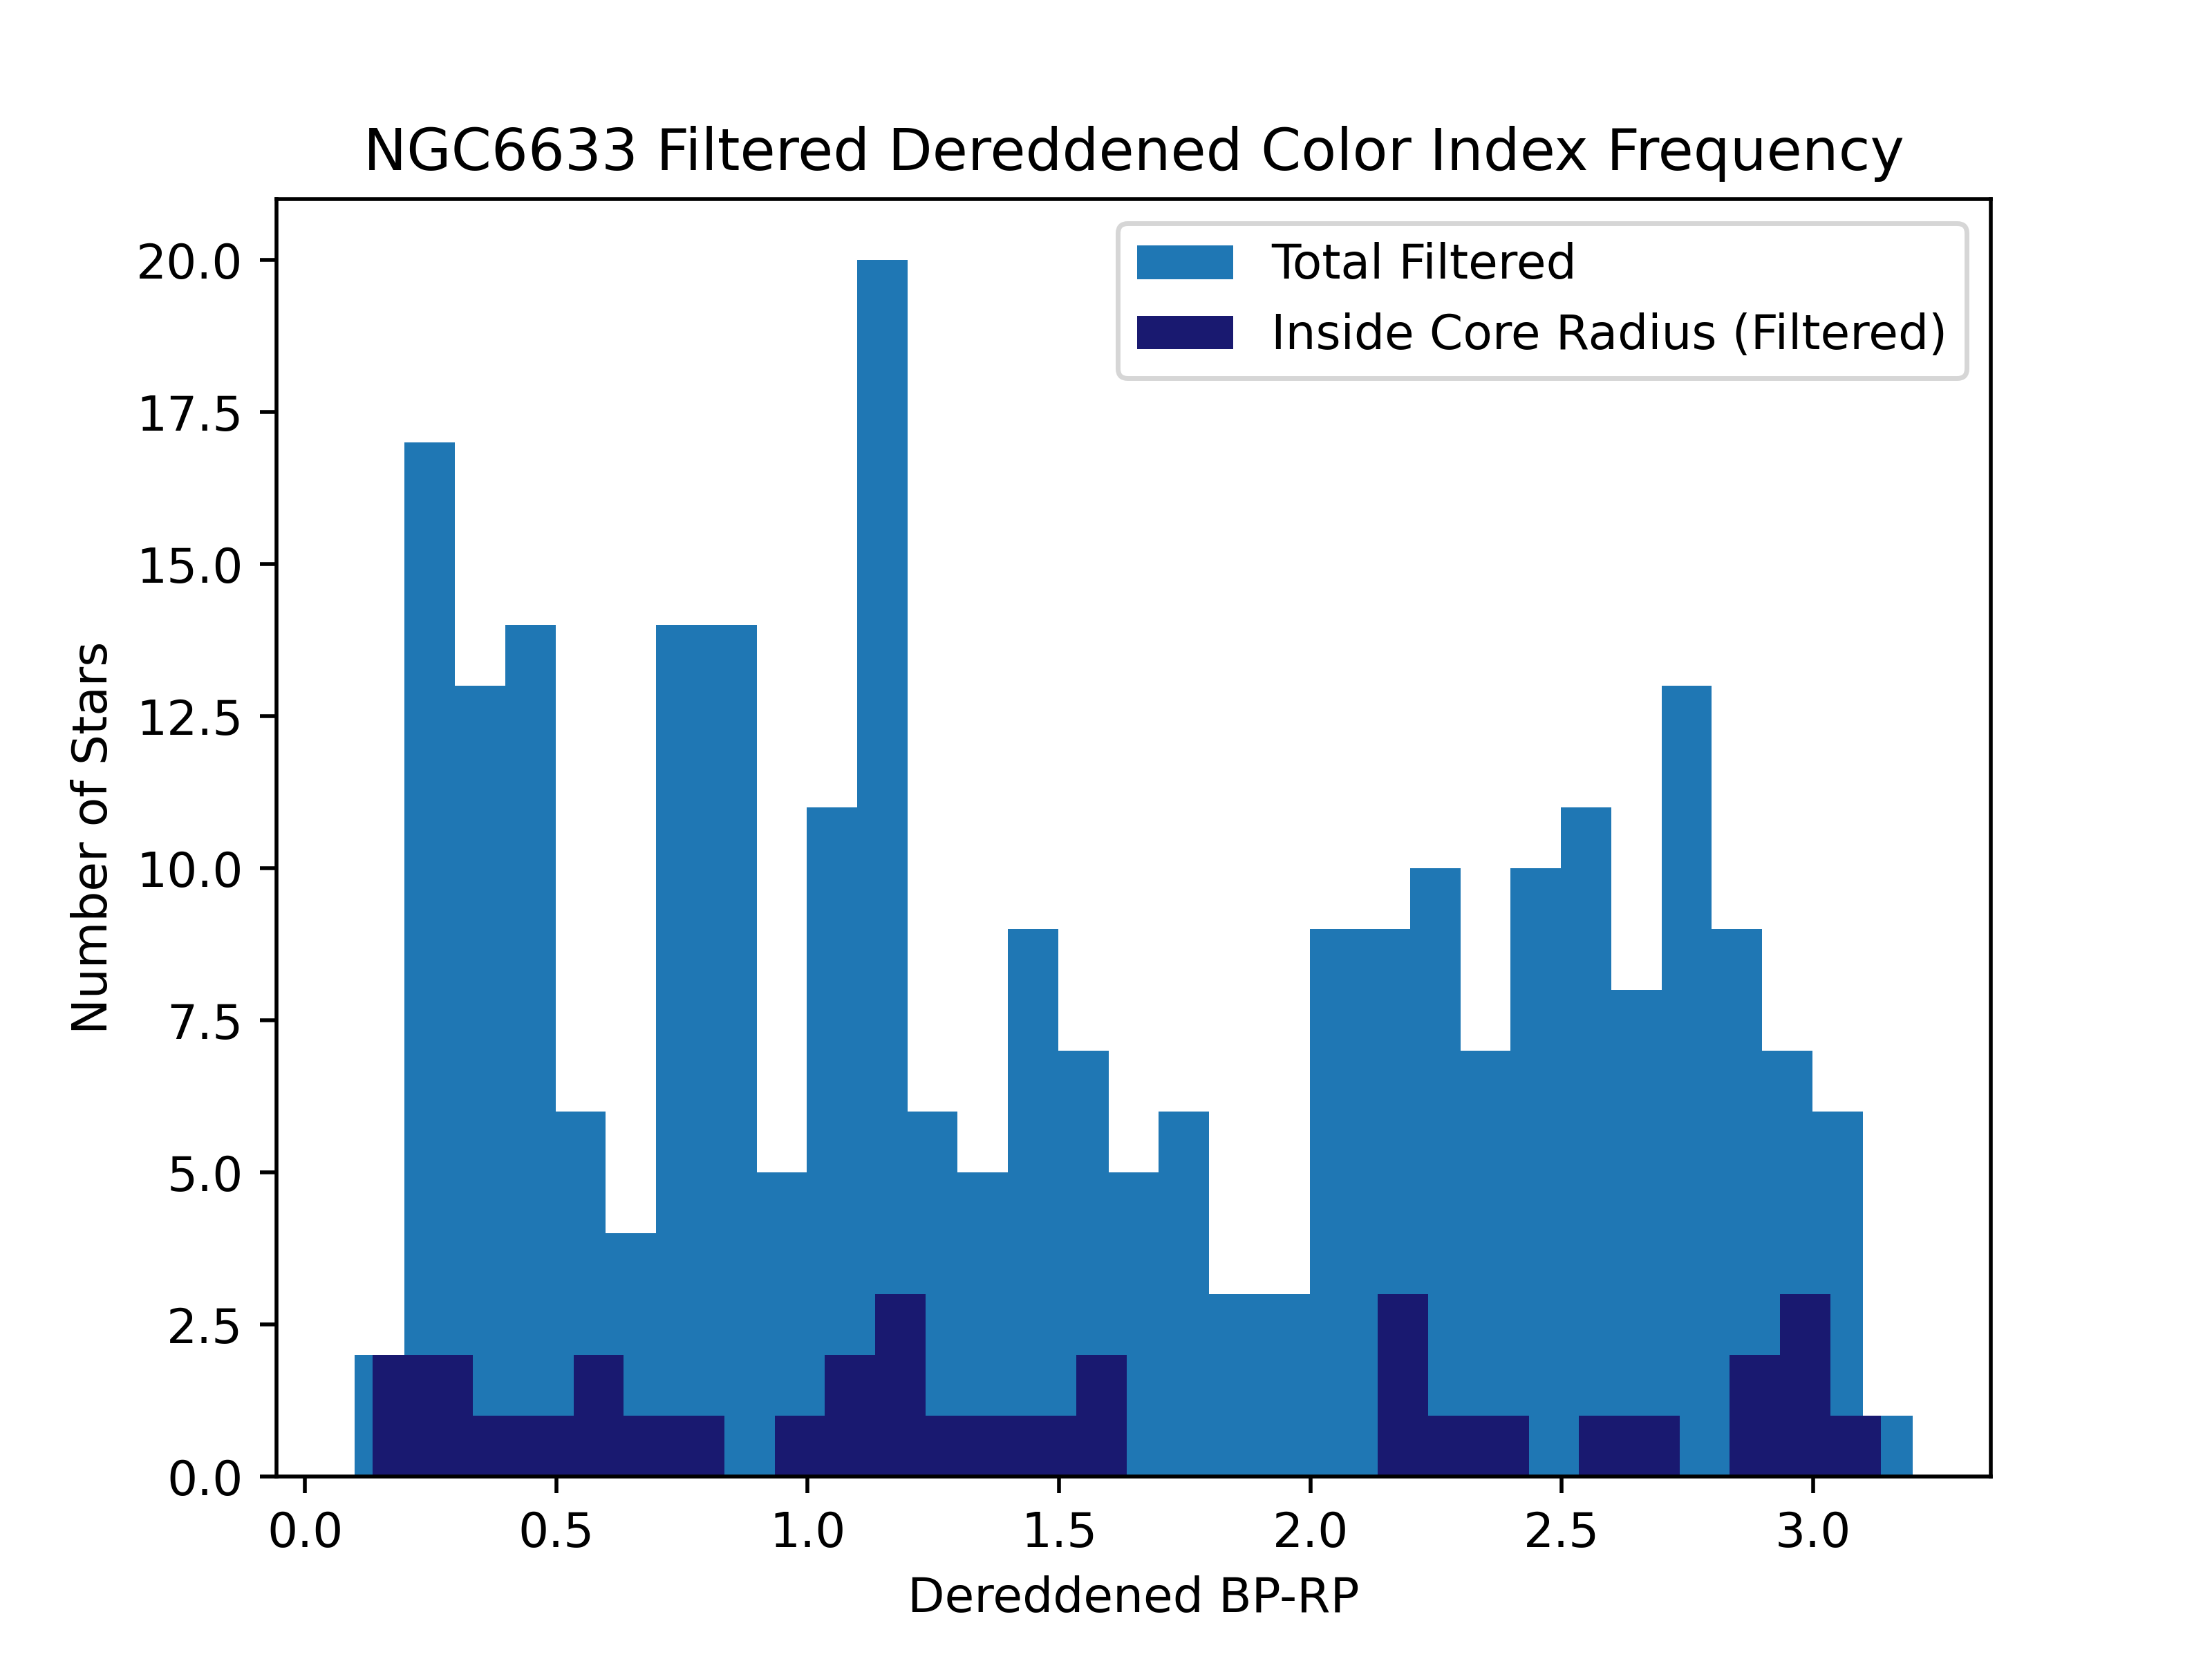 NGC6633 Filtered Dereddened Color Index Frequency
Total Filtered
Inside Core Radius (Filtered)
20.0
17.5
15.0
12.5
10.0
7.5
5.0
2.5
0.0
Number of Stars
0.0 0.5 1.0 1.5 2.0 2.5 3.0
Dereddened BP-RP